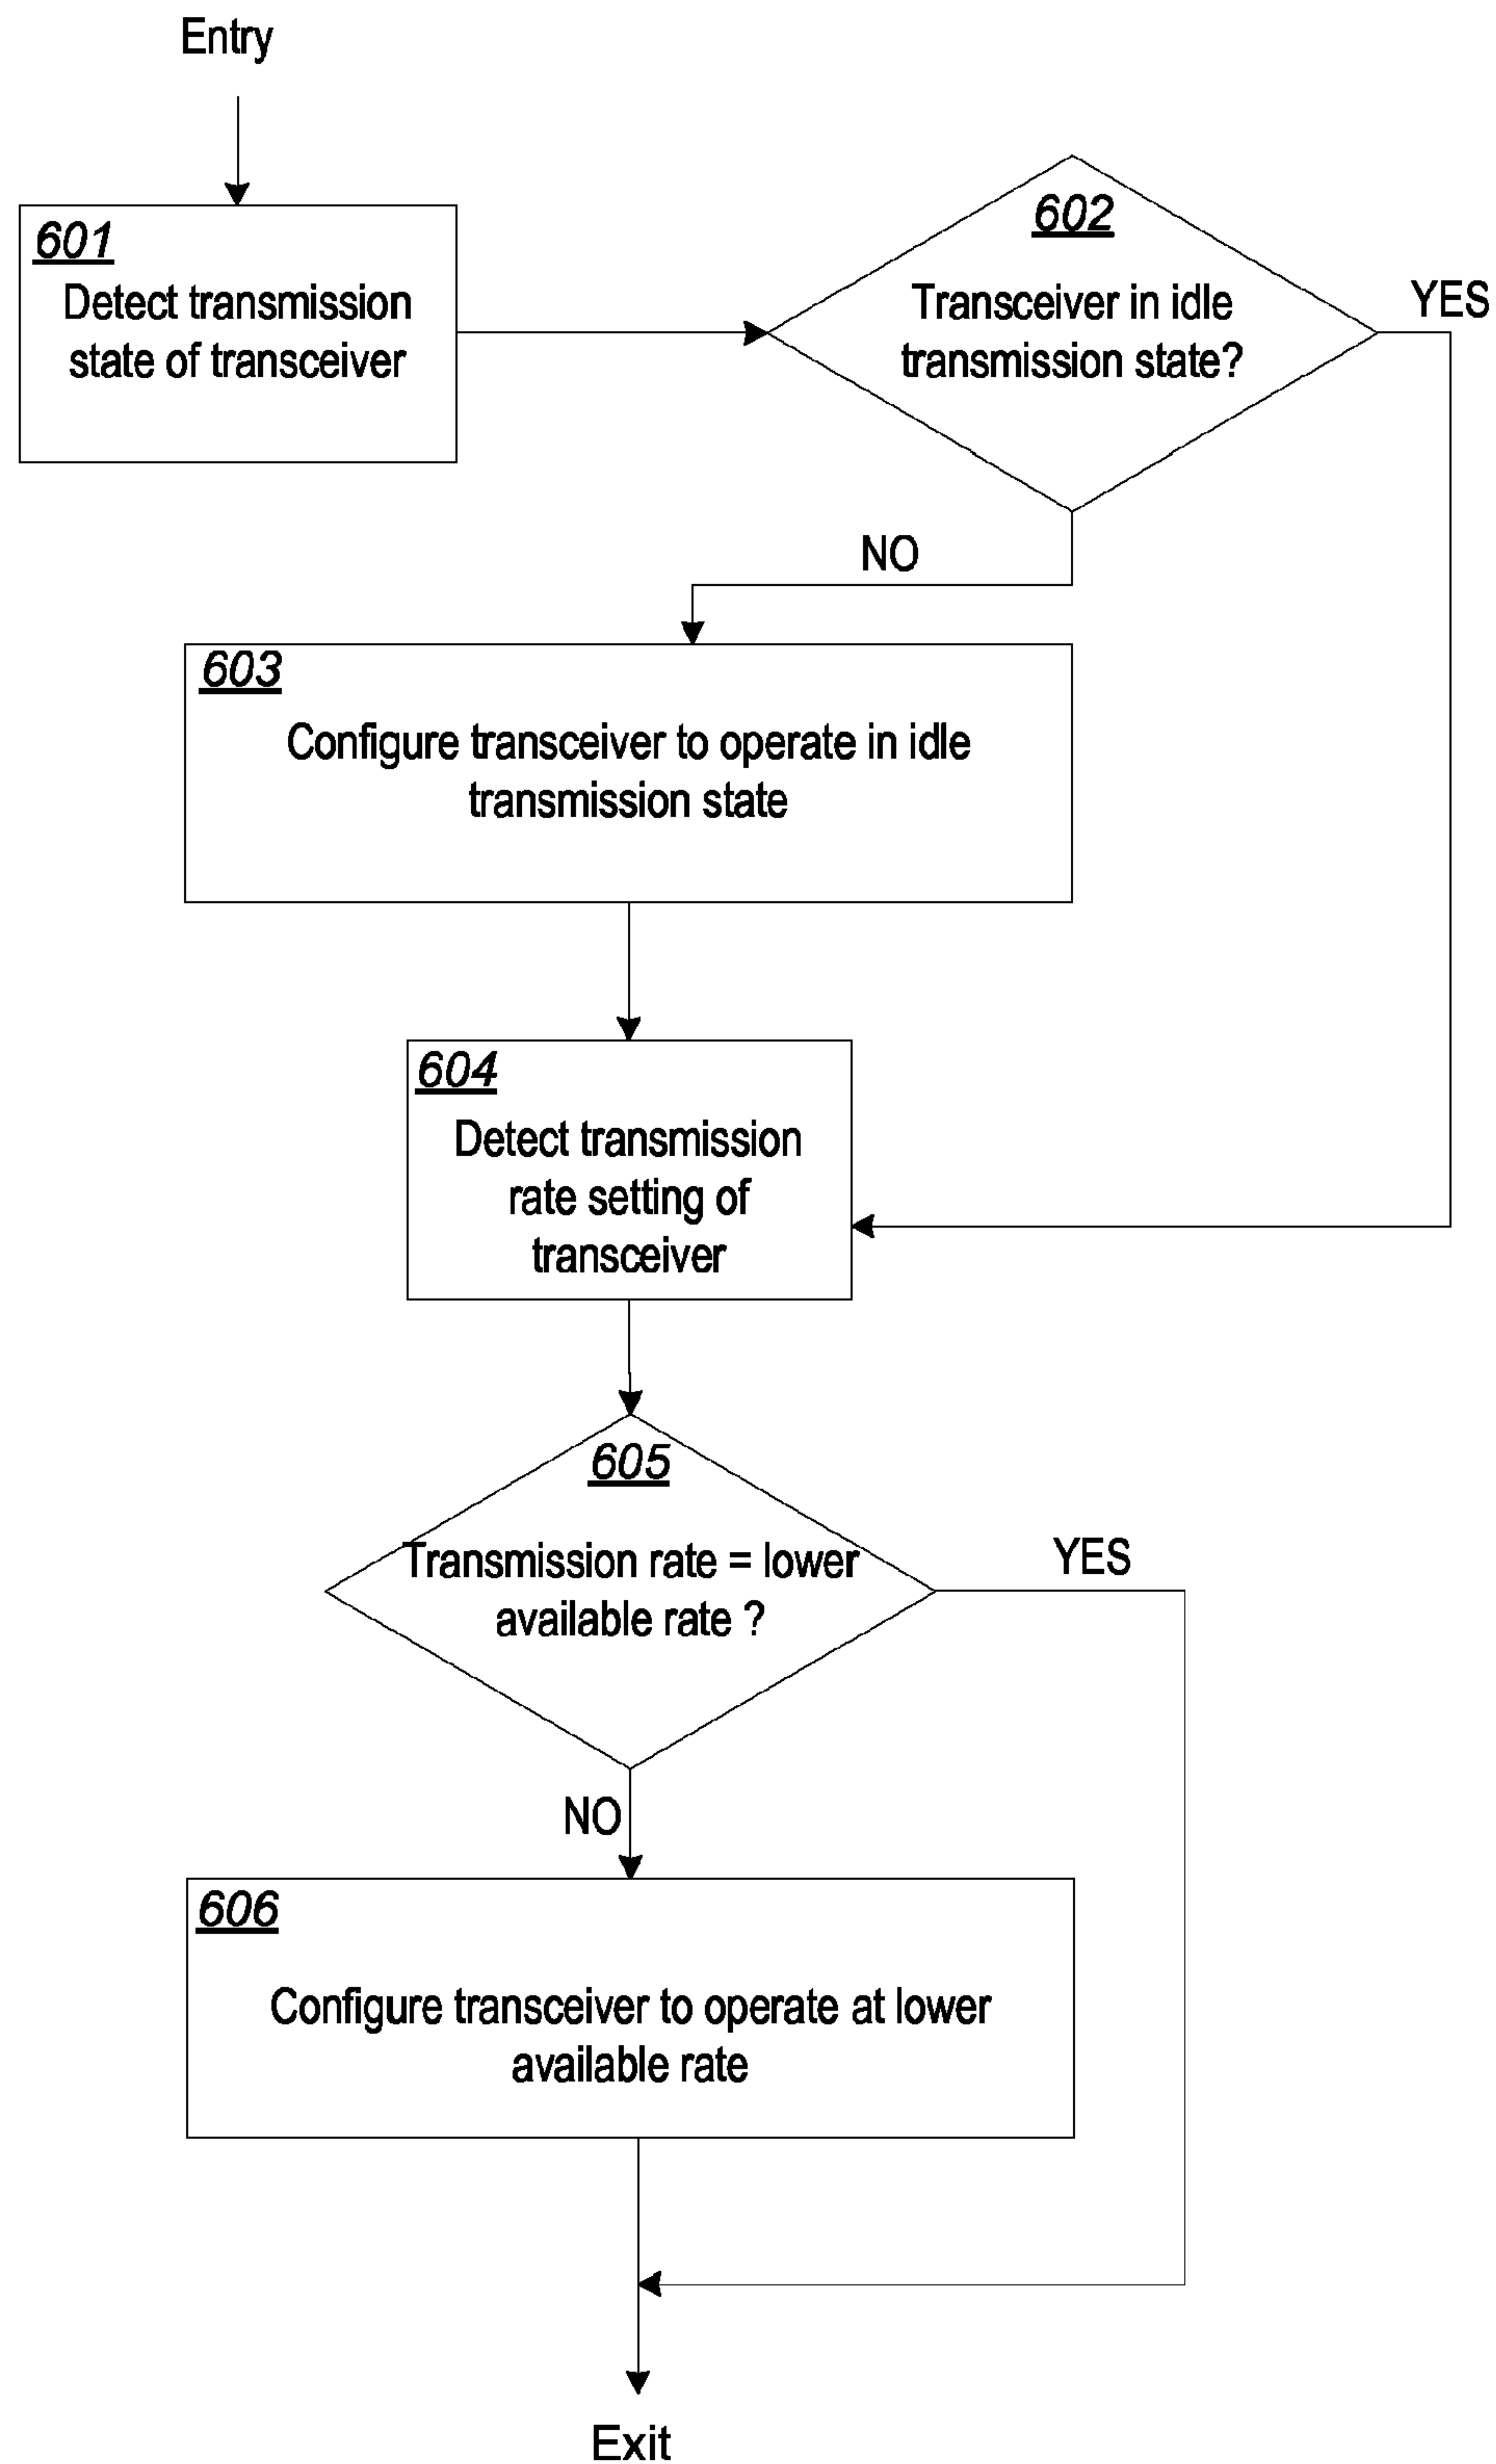 Entry
601
Detect transmission
state of transceiver
602
Transceiver in idle
transmission state?
YES
NO
603
Configure transceiver to operate in idle
transmission state
604
Detect transmission
rate setting of
transceiver
605
Transmission rate = lower
available rate ?
YES
NO
606
Configure transceiver to operate at lower
available rate
Exit